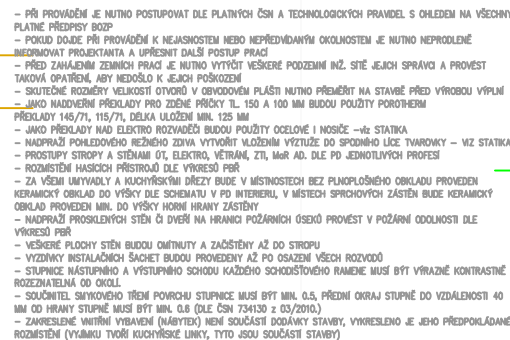 – PŘI PROVÁDĚNÍ JE NUTNO POSTUPOVAT DLE PLATNÝCH ČSN A TECHNOLOGICKÝCH PRAVIDEL S OHLEDEM NA VŠECHNY
PLATNÉ PŘEDPISY BOZP
– POKUD DOJDE PŘI PROVÁDĚNÍ K NEJASNOSTEM NEBO NEPŘEDVÍDANÝM OKOLNOSTEM JE NUTNO NEPRODLENĚ
INFORMOVAT PROJEKTANTA A UPŘESNIT DALŠÍ POSTUP PRACÍ
– PŘED ZAHÁJENÍM ZEMNÍCH PRACÍ JE NUTNO VYTÝČIT VEŠKERÉ PODZEMNÍ INŽ. SÍTĚ JEJICH SPRÁVCI A PROVÉST
TAKOVÁ OPATŘENÍ, ABY NEDOŠLO K JEJICH POŠKOZENÍ
– SKUTEČNÉ ROZMĚRY VELIKOSTÍ OTVORŮ V OBVODOVÉM PLÁŠTI NUTNO PŘEMĚŘIT NA STAVBĚ PŘED VÝROBOU VÝPLNÍ
– JAKO NADDVEŘNÍ PŘEKLADY PRO ZDĚNÉ PŘÍČKY TL. 150 A 100 MM BUDOU POUŽITY POROTHERM
PŘEKLADY 145/71, 115/71, DÉLKA ULOŽENÍ MIN. 125 MM
– JAKO PŘEKLADY NAD ELEKTRO ROZVADĚČI BUDOU POUŽITY OCELOVÉ I NOSIČE –viz STATIKA
– NADPRAŽÍ POHLEDOVÉHO REŽNÉHO ZDIVA VYTVOŘIT VLOŽENÍM VÝZTUŽE DO SPODNÍHO LÍCE TVAROVKY – VIZ STATIKA
– PROSTUPY STROPY A STĚNAMI ÚT, ELEKTRO, VĚTRÁNÍ, ZTI, MaR AD. DLE PD JEDNOTLIVÝCH PROFESÍ
– ROZMÍSTĚNÍ HASÍCÍCH PŘÍSTROJŮ DLE VÝKRESŮ PBŘ
– ZA VŠEMI UMYVADLY A KUCHYŇSKÝMI DŘEZY BUDE V MÍSTNOSTECH BEZ PLNOPLOŠNÉHO OBKLADU PROVEDEN
KERAMICKÝ OBKLAD DO VÝŠKY DLE SCHEMATU V PD INTERIERU, V MÍSTECH SPRCHOVÝCH ZÁSTĚN BUDE KERAMICKÝ
OBKLAD PROVEDEN MIN. DO VÝŠKY HORNÍ HRANY ZÁSTĚNY
– NADPRAŽÍ PROSKLENÝCH STĚN ČI DVEŘÍ NA HRANICI POŽÁRNÍCH ÚSEKŮ PROVÉST V POŽÁRNÍ ODOLNOSTI DLE
VÝKRESŮ PBŘ
– VEŠKERÉ PLOCHY STĚN BUDOU OMÍTNUTY A ZAČIŠTĚNY AŽ DO STROPU
– VYZDÍVKY INSTALAČNÍCH ŠACHET BUDOU PROVEDENY AŽ PO OSAZENÍ VŠECH ROZVODŮ
– STUPNICE NÁSTUPNÍHO A VÝSTUPNÍHO SCHODU KAŽDÉHO SCHODIŠŤOVÉHO RAMENE MUSÍ BÝT VÝRAZNĚ KONTRASTNĚ
ROZEZNATELNÁ OD OKOLÍ.
– SOUČINITEL SMYKOVÉHO TŘENÍ POVRCHU STUPNICE MUSÍ BÝT MIN. 0.5, PŘEDNÍ OKRAJ STUPNĚ DO VZDÁLENOSTI 40
MM OD HRANY STUPNĚ MUSÍ BÝT MIN. 0.6 (DLE ČSN 734130 z 03/2010.)
– ZAKRESLENÉ VNITŘNÍ VYBAVENÍ (NÁBYTEK) NENÍ SOUČÁSTÍ DODÁVKY STAVBY, VYKRESLENO JE JEHO PŘEDPOKLÁDANÉ
ROZMÍSTĚNÍ (VYJÍMKU TVOŘÍ KUCHYŇSKÉ LINKY, TYTO JSOU SOUČÁSTÍ STAVBY)